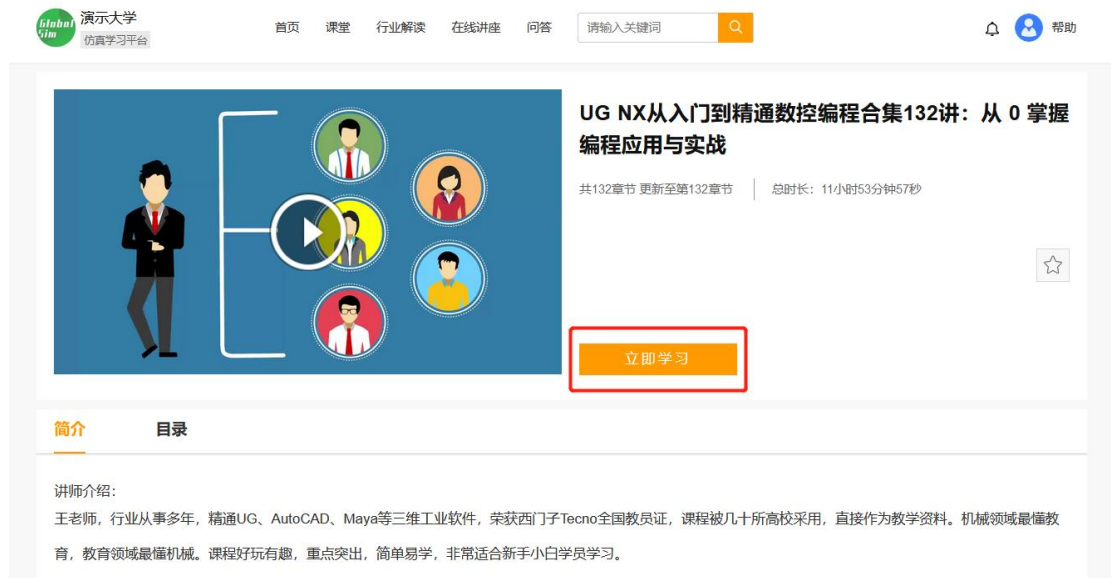 Global
Sim
演示大学
仿真学习平台
首页 课堂 行业解读 在线讲座 问答 请输入关键词 帮助
UG NX从入门到精通数控编程合集132讲：从 0 掌握
编程应用与实战
共132章节 更新至第132章节 总时长：11小时53分钟57秒
立即学习
简介 目录
讲师介绍：
王老师，行业从事多年，精通UG、AutoCAD、Maya等三维工业软件，荣获西门子Tecno全国教员证，课程被几十所高校采用，直接作为教学资料。机械领域最懂教
育，教育领域最懂机械。课程好玩有趣，重点突出，简单易学，非常适合新手小白学员学习。